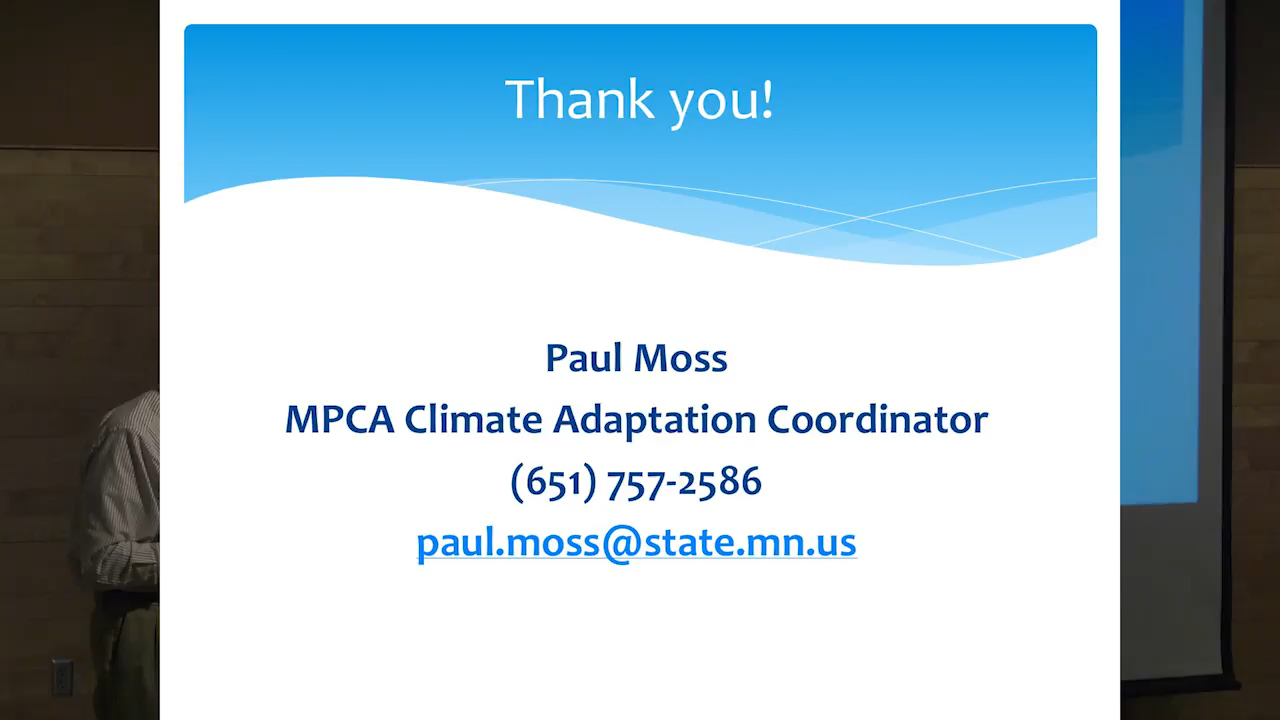 Thank you!
Paul Moss
MPCA Climate Adaptation Coordinator
(651) 757-2586
paul.moss@state.mn.us